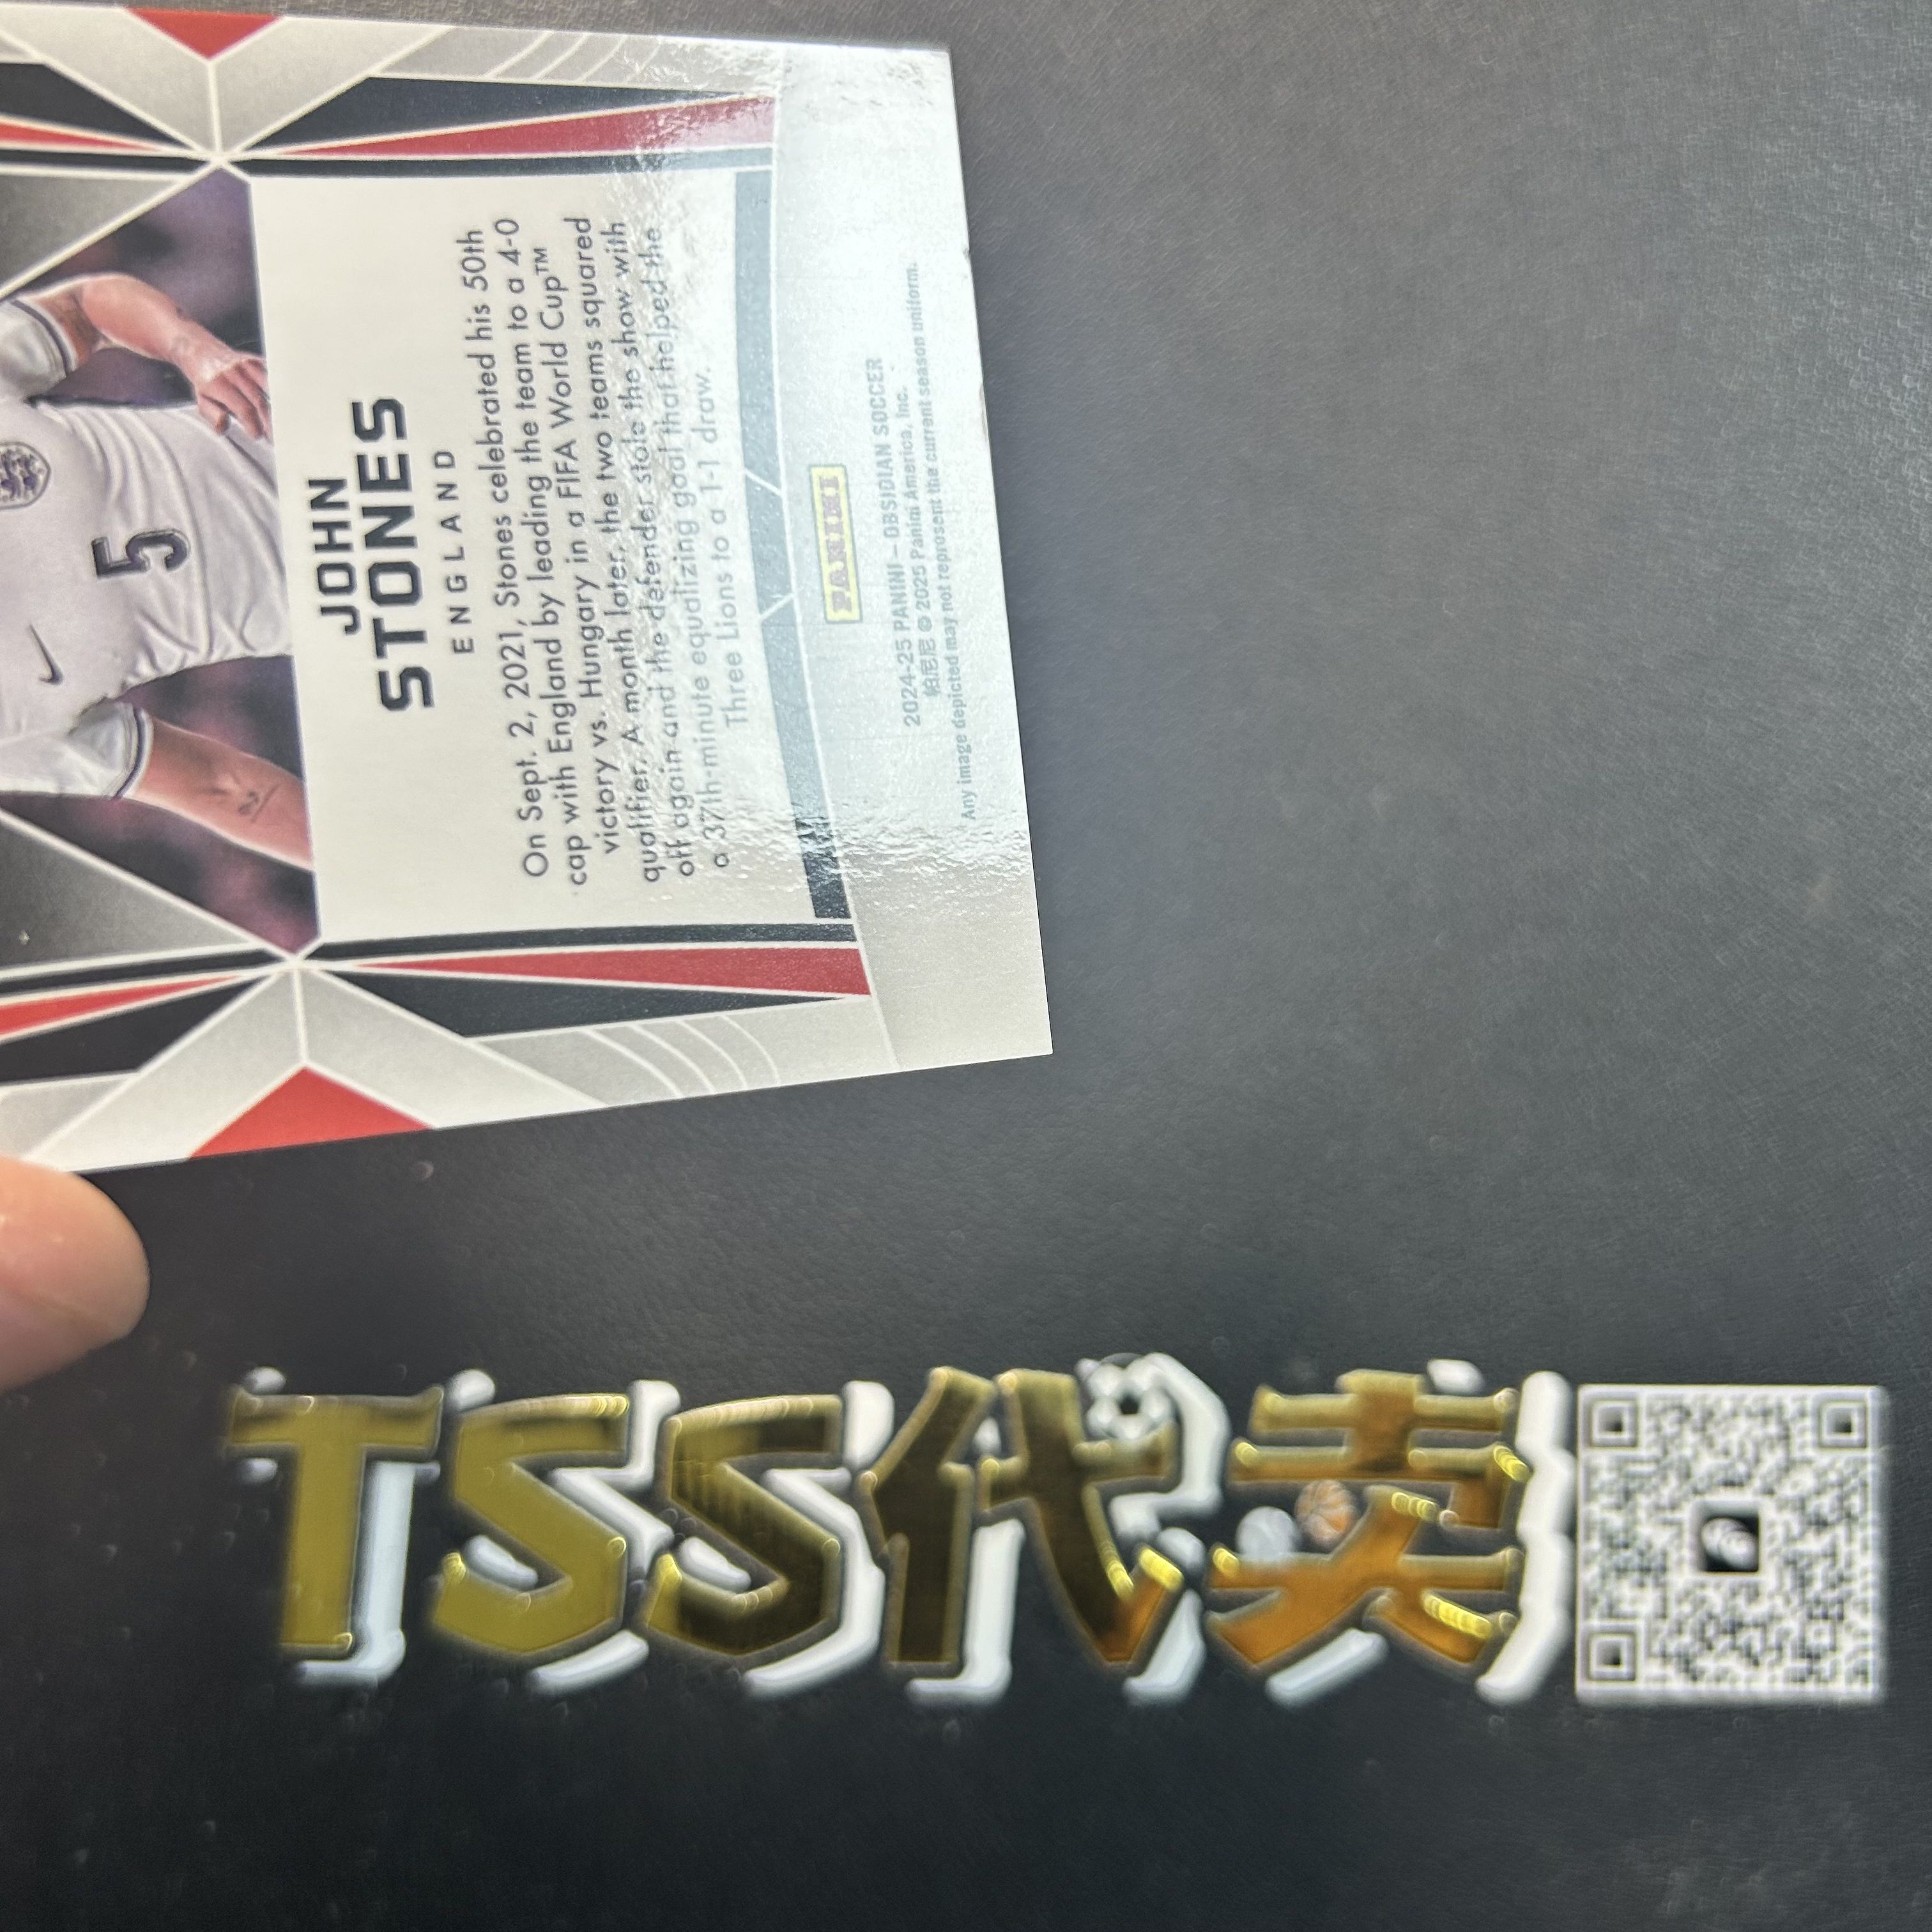 5
JOHN
STONES
ENGLAND
On Sept. 2, 2021, Stones celebrated his 50th
cap with England by leading the team to a 4-0
victory vs. Hungary in a FIFA World Cup™
qualifier. A month later, the two teams squared
off again and the defender stole the show with
a 37th-minute equalizing goal that helped the
Three Lions to a 1-1 draw.
PANINI
2024-25 PANINI – OBSIDIAN SOCCER
帕尼尼 © 2025 Panini America, Inc.
Any image depicted may not represent the current season uniform.
TSS代卖